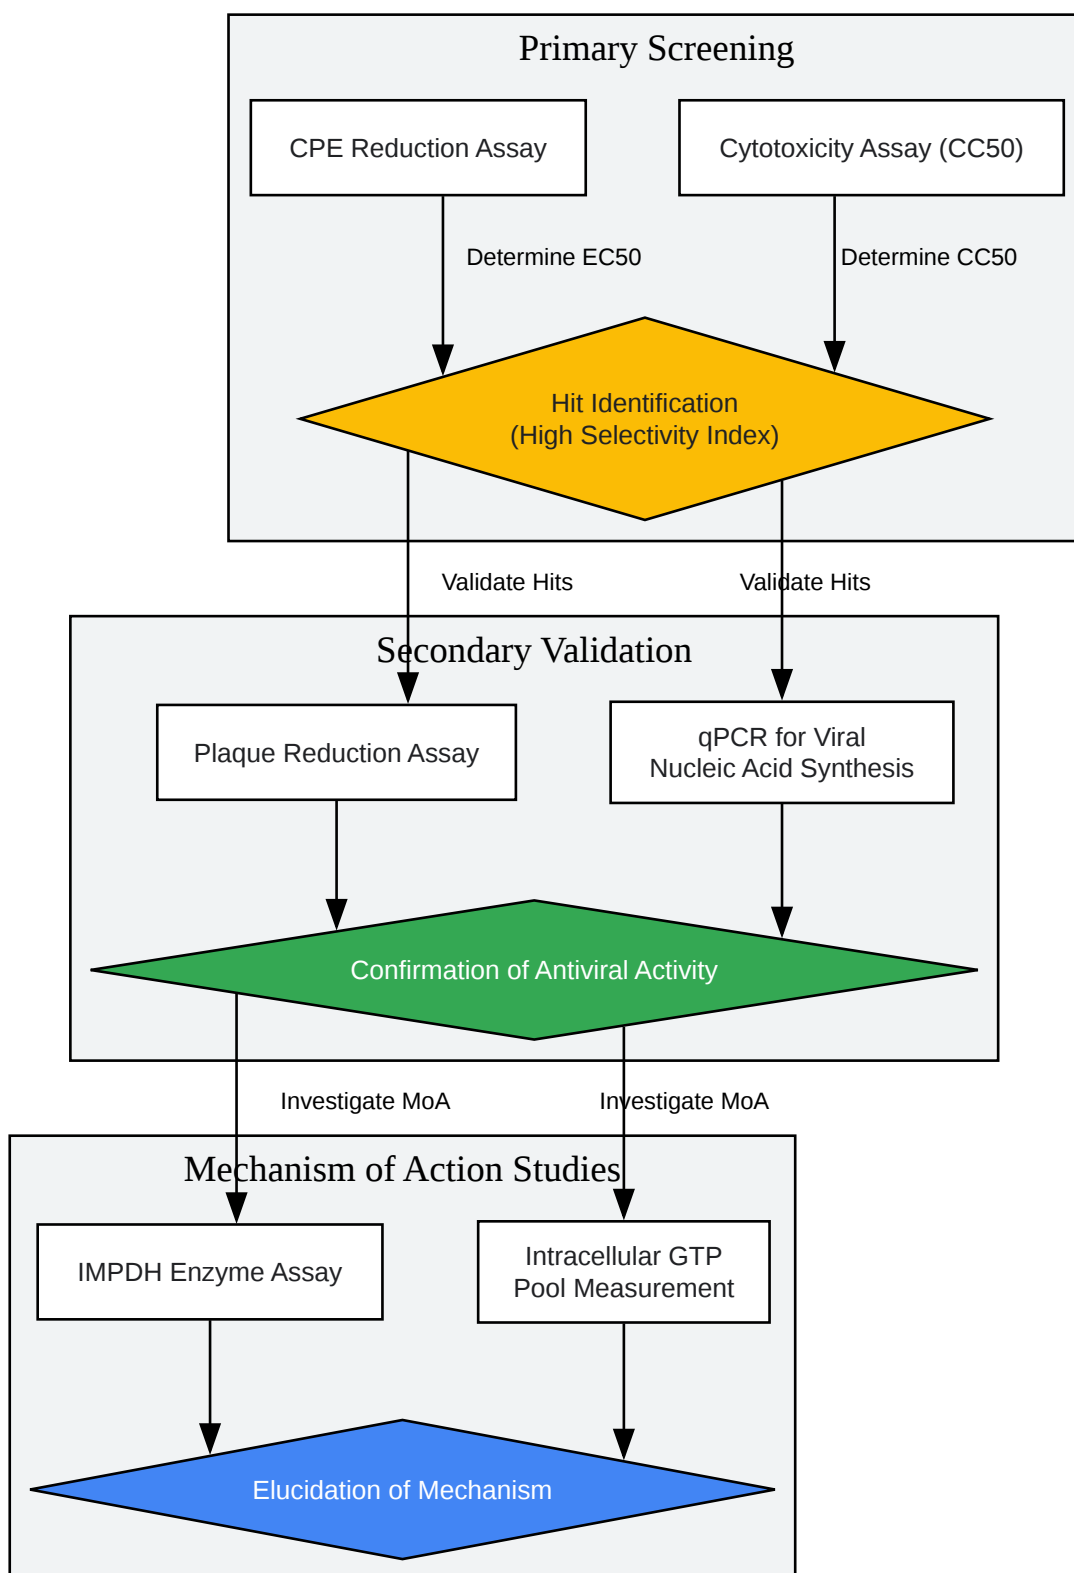 Primary Screening
CPE Reduction Assay
Cytotoxicity Assay (CC50)
Determine EC50
Determine CC50
Hit Identification
(High Selectivity Index)
Validate Hits
Validate Hits
Secondary Validation
Plaque Reduction Assay
qPCR for Viral
Nucleic Acid Synthesis
Confirmation of Antiviral Activity
Investigate MoA
Investigate MoA
Mechanism of Action Studies
IMPDH Enzyme Assay
Intracellular GTP
Pool Measurement
Elucidation of Mechanism